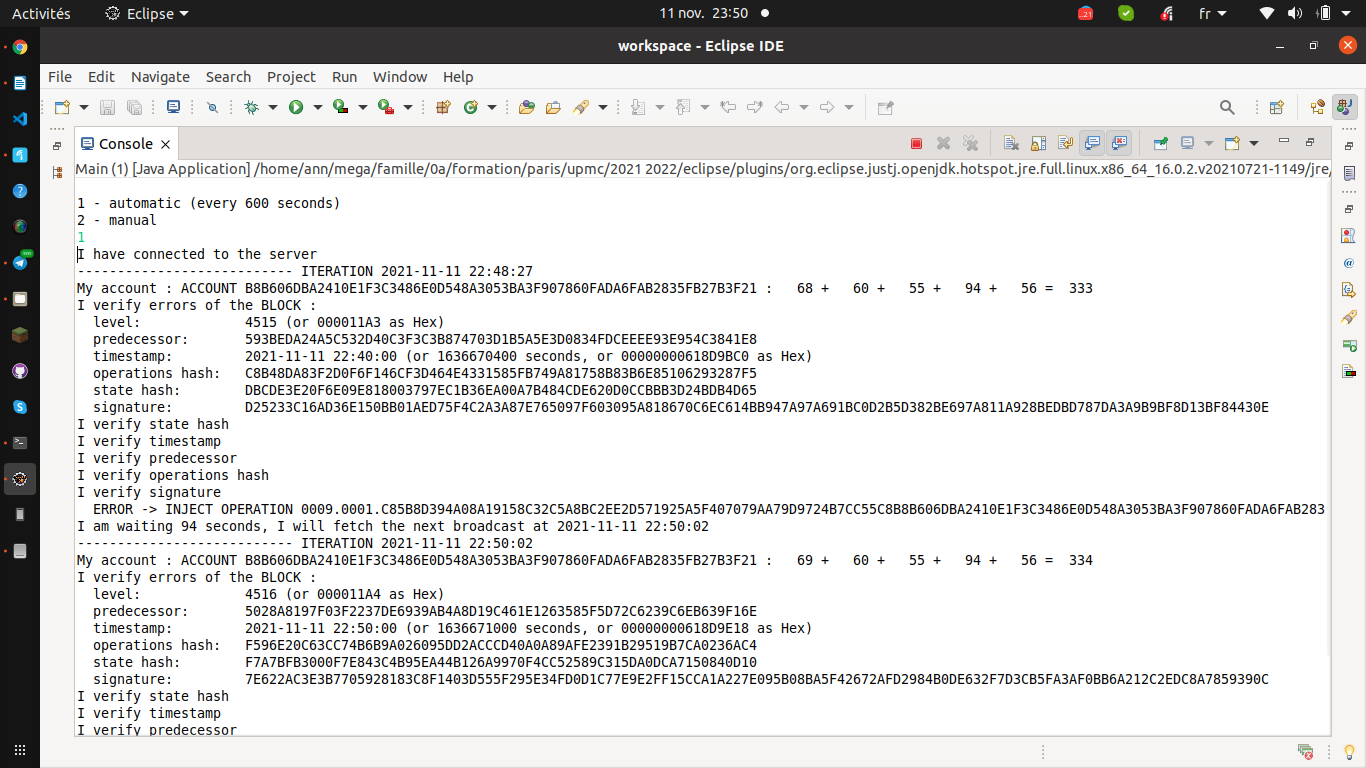 Activités Eclipse 11 nov. 23:50 fr
workspace - Eclipse IDE
File Edit Navigate Search Project Run Window Help
Console
Main (1) [Java Application] /home/ann/mega/famille/0a/formation/paris/upmc/2021 2022/eclipse/plugins/org.eclipse.justj.openjdk.hotspot.jre.full.linux.x86_64_16.0.2.v20210721-1149/jre/
1 - automatic (every 600 seconds)
2 - manual
1
I have connected to the server
--------------------------- ITERATION 2021-11-11 22:48:27
My account : ACCOUNT B8B606DBA2410E1F3C3486E0D548A3053BA3F907860FADA6FAB2835FB27B3F21 : 68 + 60 + 55 + 94 + 56 = 333
I verify errors of the BLOCK :
level: 4515 (or 000011A3 as Hex)
predecessor: 593BEDA24A5C532D40C3F3C3B874703D1B5A5E3D0834FDCEEEE93E954C3841E8
timestamp: 2021-11-11 22:40:00 (or 1636670400 seconds, or 00000000618D9BC0 as Hex)
operations hash: C8B48DA83F2D0F6F146CF3D464E4331585FB749A81758B83B6E85106293287F5
state hash: DBCDE3E20F6E09E818003797EC1B36EA00A7B484CDE620D0CCBBB3D24BDB4D65
signature: D25233C16AD36E150BB01AED75F4C2A3A87E765097F603095A818670C6EC614BB947A97A691BC0D2B5D382BE697A811A928BEDBD787DA3A9B9BF8D13BF84430E
I verify state hash
I verify timestamp
I verify predecessor
I verify operations hash
I verify signature
ERROR -> INJECT OPERATION 0009.0001.C85B8D394A08A19158C32C5A8BC2EE2D571925A5F407079AA79D9724B7CC55C8B8B606DBA2410E1F3C3486E0D548A3053BA3F907860FADA6FAB283
I am waiting 94 seconds, I will fetch the next broadcast at 2021-11-11 22:50:02
--------------------------- ITERATION 2021-11-11 22:50:02
My account : ACCOUNT B8B606DBA2410E1F3C3486E0D548A3053BA3F907860FADA6FAB2835FB27B3F21 : 69 + 60 + 55 + 94 + 56 = 334
I verify errors of the BLOCK :
level: 4516 (or 000011A4 as Hex)
predecessor: 5028A8197F03F2237DE6939AB4A8D19C461E1263585F5D72C6239C6EB639F16E
timestamp: 2021-11-11 22:50:00 (or 1636671000 seconds, or 00000000618D9E18 as Hex)
operations hash: F596E20C63CC74B6B9A026095DD2ACCCD40A0A89AFE2391B29519B7CA0236AC4
state hash: F7A7BFB3000F7E843C4B95EA44B126A9970F4CC52589C315DA0DCA7150840D10
signature: 7E622AC3E3B7705928183C8F1403D555F295E34FD0D1C77E9E2FF15CCA1A227E095B08BA5F42672AFD2984B0DE632F7D3CB5FA3AF0BB6A212C2EDC8A7859390C
I verify state hash
I verify timestamp
I verify predecessor